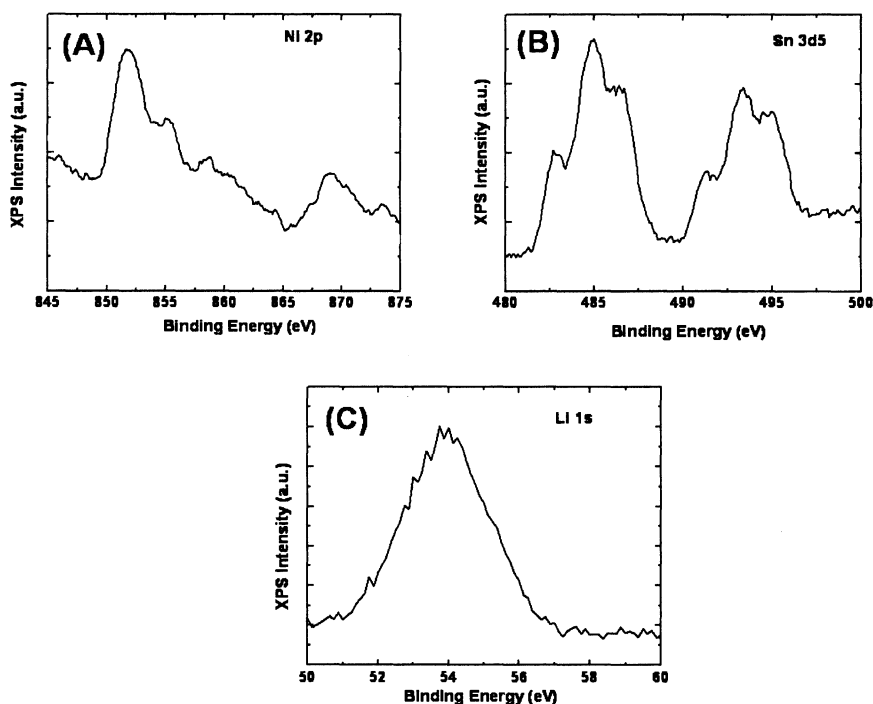 (A)
Ni 2p
XPS Intensity (a.u.)
845 850 855 860 865 870 875
Binding Energy (eV)
(B)
Sn 3d5
XPS Intensity (a.u.)
480 485 490 495 500
Binding Energy (eV)
(C)
Li 1s
XPS Intensity (a.u.)
50 52 54 56 58 60
Binding Energy (eV)